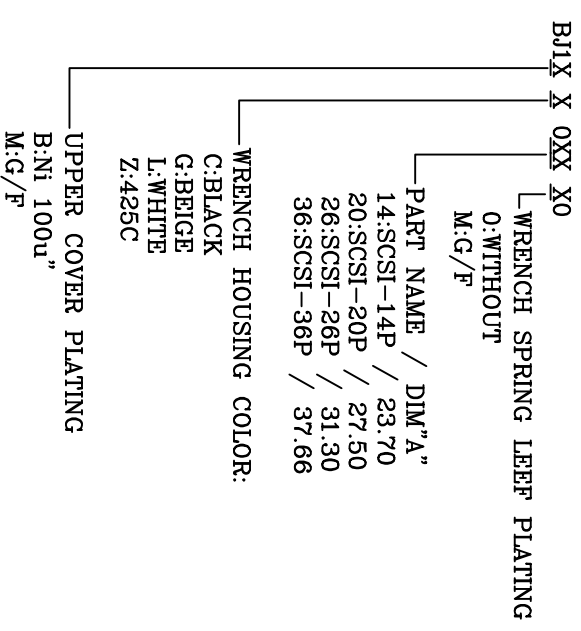 BJ1X X 0XX X0
WRENCH SPRING LEEF PLATING
0:WITHOUT
M:G/F
PART NAME / DIM"A"
14:SCSI-14P / 23.70
20:SCSI-20P / 27.50
26:SCSI-26P / 31.30
36:SCSI-36P / 37.66
WRENCH HOUSING COLOR:
C:BLACK
G:BEIGE
L:WHITE
Z:425C
UPPER COVER PLATING
B:Ni 100u"
M:G/F